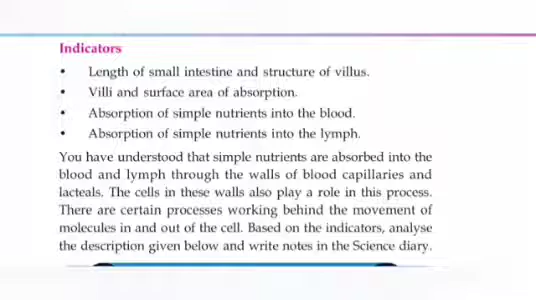 Indicators
• Length of small intestine and structure of villus.
• Villi and surface area of absorption.
• Absorption of simple nutrients into the blood.
• Absorption of simple nutrients into the lymph.
You have understood that simple nutrients are absorbed into the
blood and lymph through the walls of blood capillaries and
lacteals. The cells in these walls also play a role in this process.
There are certain processes working behind the movement of
molecules in and out of the cell. Based on the indicators, analyse
the description given below and write notes in the Science diary.